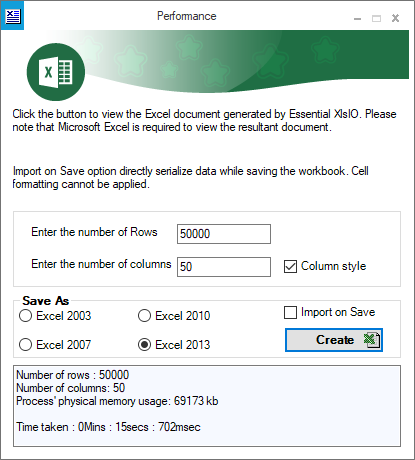 Performance
Click the button to view the Excel document generated by Essential XlsIO. Please
note that Microsoft Excel is required to view the resultant document.
Import on Save option directly serialize data while saving the workbook. Cell
formatting cannot be applied.
Enter the number of Rows 50000
Enter the number of columns 50 Column style
Save As
Excel 2003 Excel 2010 Import on Save
Excel 2007 Excel 2013 Create
Number of rows : 50000
Number of columns: 50
Process' physical memory usage: 69173 kb
Time taken : 0Mins : 15secs : 702msec